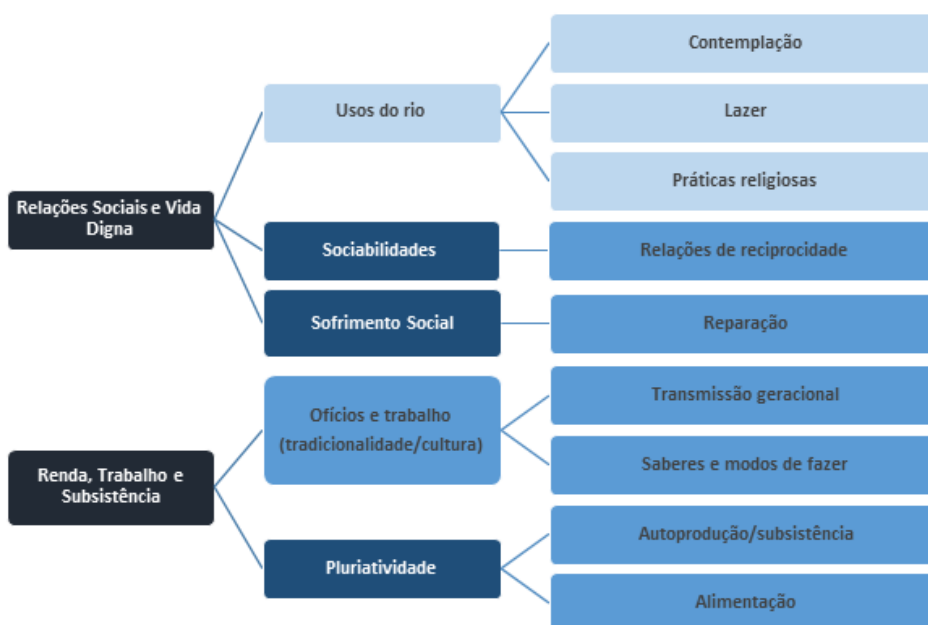 Relações Sociais e Vida
Digna
Usos do rio
Contemplação
Lazer
Práticas religiosas
Sociabilidades
Relações de reciprocidade
Sofrimento Social
Reparação
Renda, Trabalho e
Subsistência
Ofícios e trabalho
(tradicionalidade/cultura)
Transmissão geracional
Saberes e modos de fazer
Pluriatividade
Autoprodução/subsistência
Alimentação